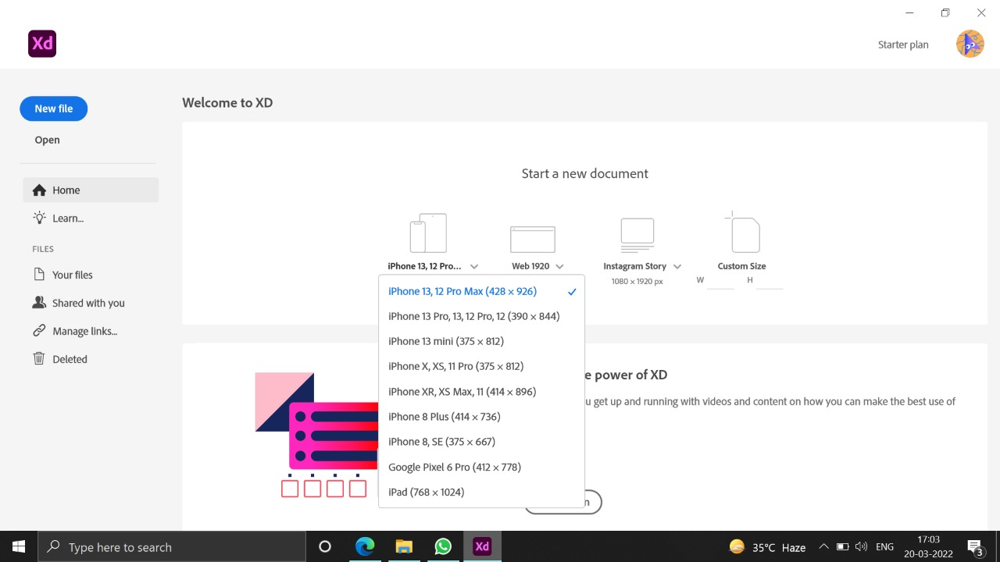 Xd
Starter plan
New file
Open
Home
Learn...
FILES
Your files
Shared with you
Manage links...
Deleted
Welcome to XD
Start a new document
iPhone 13, 12 Pro...
Web 1920
Instagram Story
1080 × 1920 px
Custom Size
W
H
iPhone 13, 12 Pro Max (428 × 926)
iPhone 13 Pro, 13, 12 Pro, 12 (390 × 844)
iPhone 13 mini (375 × 812)
iPhone X, XS, 11 Pro (375 × 812)
iPhone XR, XS Max, 11 (414 × 896)
iPhone 8 Plus (414 × 736)
iPhone 8, SE (375 × 667)
Google Pixel 6 Pro (412 × 778)
iPad (768 × 1024)
power of XD
get up and running with videos and content on how you can make the best use of
Type here to search
Xd
35°C Haze
ENG
17:03
20-03-2022
3